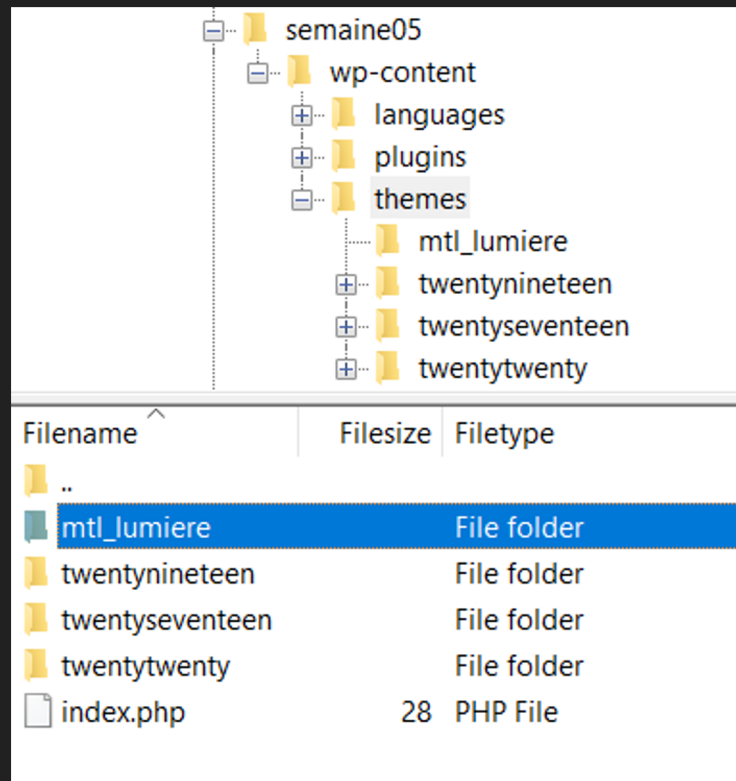 semaine05
wp-content
languages
plugins
themes
mtl_lumiere
twentynineteen
twentyseventeen
twentytwenty
Filename Filesize Filetype
..
mtl_lumiere File folder
twentynineteen File folder
twentyseventeen File folder
twentytwenty File folder
index.php 28 PHP File